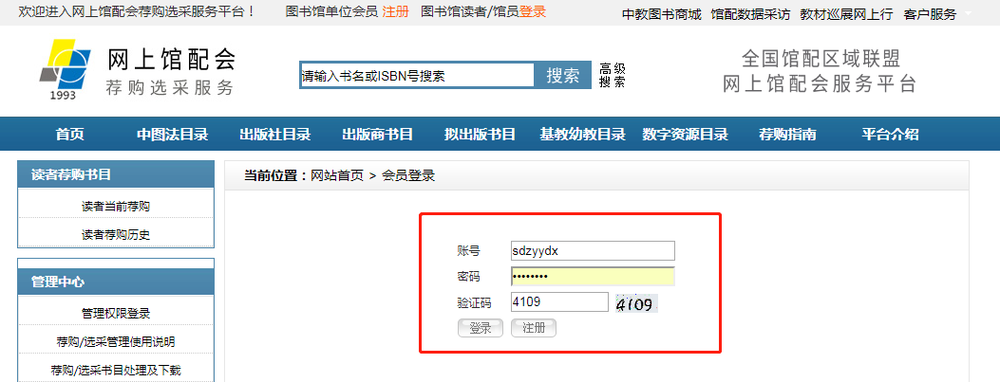 欢迎进入网上馆配会荐购选采服务平台！ 图书馆单位会员 注册 图书馆读者/馆员登录 中教图书商城 馆配数据采访 教材巡展网上行 客户服务
网上馆配会
荐购选采服务
1993
请输入书名或ISBN号搜索 搜索 高级
搜索
全国馆配区域联盟
网上馆配会服务平台
首页 中图法目录 出版社目录 出版商书目 拟出版书目 基教幼教目录 数字资源目录 荐购指南 平台介绍
读者荐购书目
读者当前荐购
读者荐购历史
管理中心
管理权限登录
荐购/选采管理使用说明
荐购/选采书目处理及下载
当前位置：网站首页 > 会员登录
账号 sdzyydx
密码 ••••••••
验证码 4109 4109
登录 注册